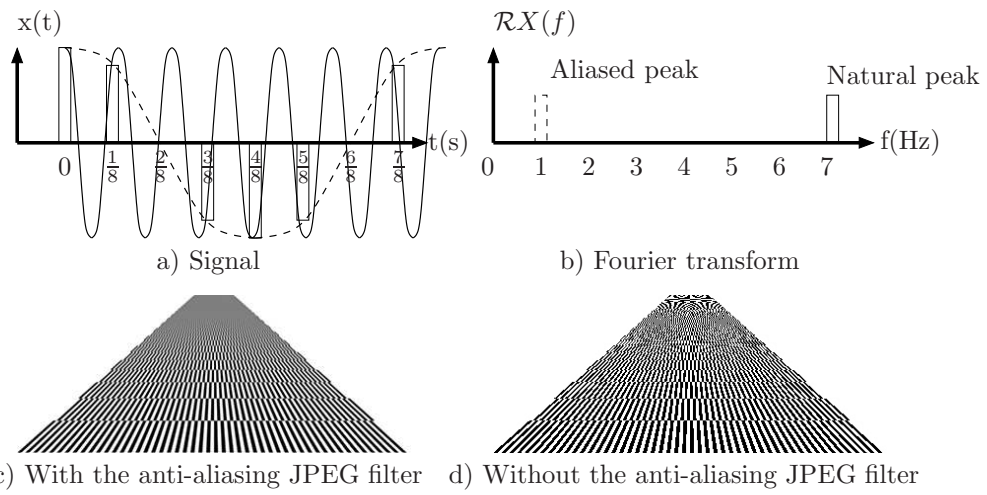 x(t)
t(s)
0 1/8 2/8 3/8 4/8 5/8 6/8 7/8
a) Signal
ℛX(f)
Aliased peak
Natural peak
f(Hz)
0 1 2 3 4 5 6 7
b) Fourier transform
c) With the anti-aliasing JPEG filter
d) Without the anti-aliasing JPEG filter